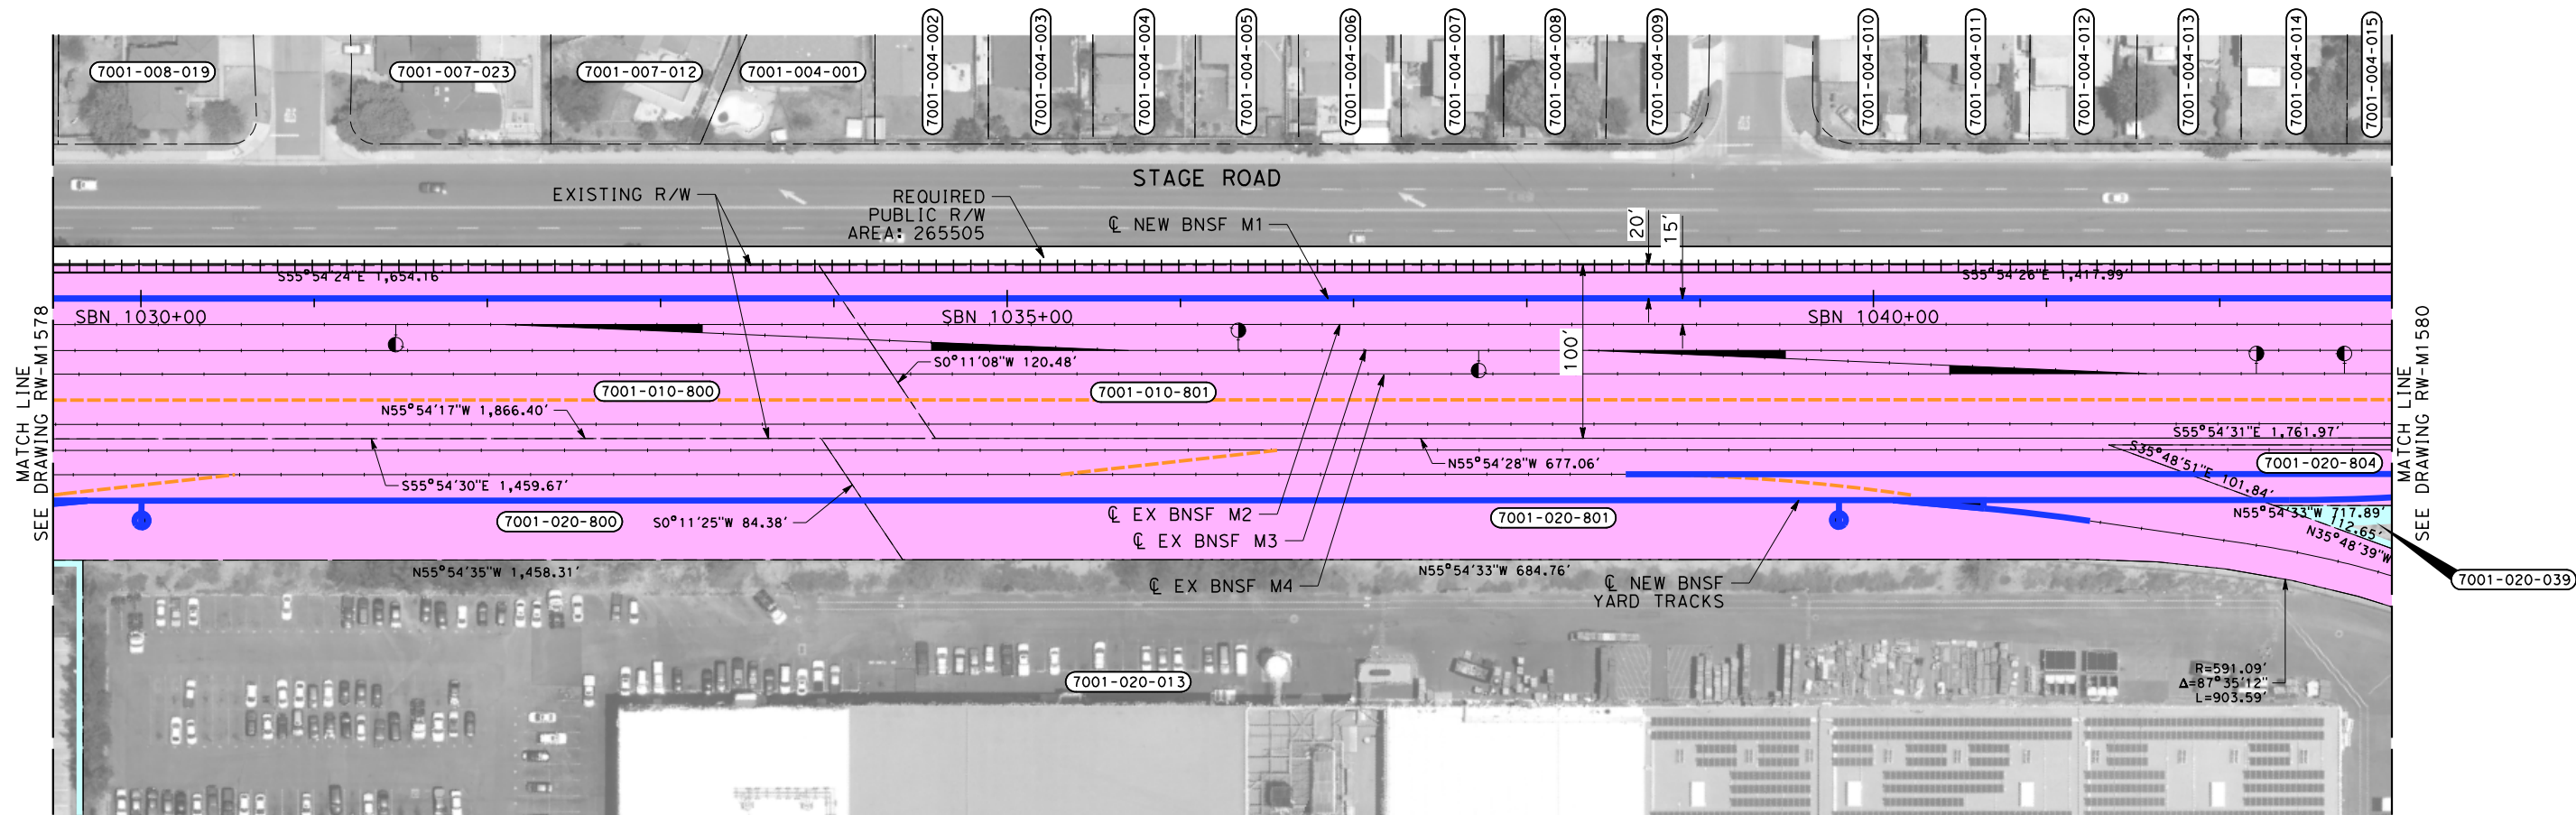 7001-008-019
7001-007-023
7001-007-012
7001-004-001
7001-004-002
7001-004-003
7001-004-004
7001-004-005
7001-004-006
7001-004-007
7001-004-008
7001-004-009
7001-004-010
7001-004-011
7001-004-012
7001-004-013
7001-004-014
7001-004-015
STAGE ROAD
EXISTING R/W
REQUIRED
PUBLIC R/W
AREA: 265505
℄ NEW BNSF M1
20'
15'
S55°54'24"E 1,654.16'
S55°54'26"E 1,417.99'
SBN 1030+00
SBN 1035+00
SBN 1040+00
MATCH LINE
SEE DRAWING RW-M1578
MATCH LINE
SEE DRAWING RW-M1580
100'
S0°11'08"W 120.48'
7001-010-800
7001-010-801
N55°54'17"W 1,866.40'
S55°54'31"E 1,761.97'
S35°48'51"E 101.84'
7001-020-804
N55°54'28"W 677.06'
S55°54'30"E 1,459.67'
7001-020-800
S0°11'25"W 84.38'
℄ EX BNSF M2
7001-020-801
N55°54'33"W 717.89'
712.65'
N35°48'39"W
℄ EX BNSF M3
N55°54'35"W 1,458.31'
N55°54'33"W 684.76'
℄ EX BNSF M4
℄ NEW BNSF
YARD TRACKS
7001-020-039
7001-020-013
R=591.09'
Δ=87°35'12"
L=903.59'